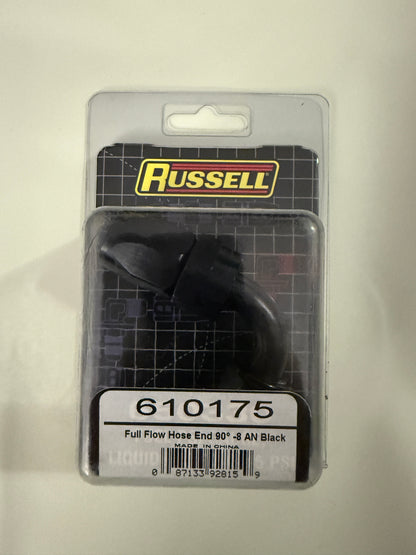 RUSSELL
610175
Full Flow Hose End 90° -8 AN Black
MADE IN CHINA
0 87133 92815 9